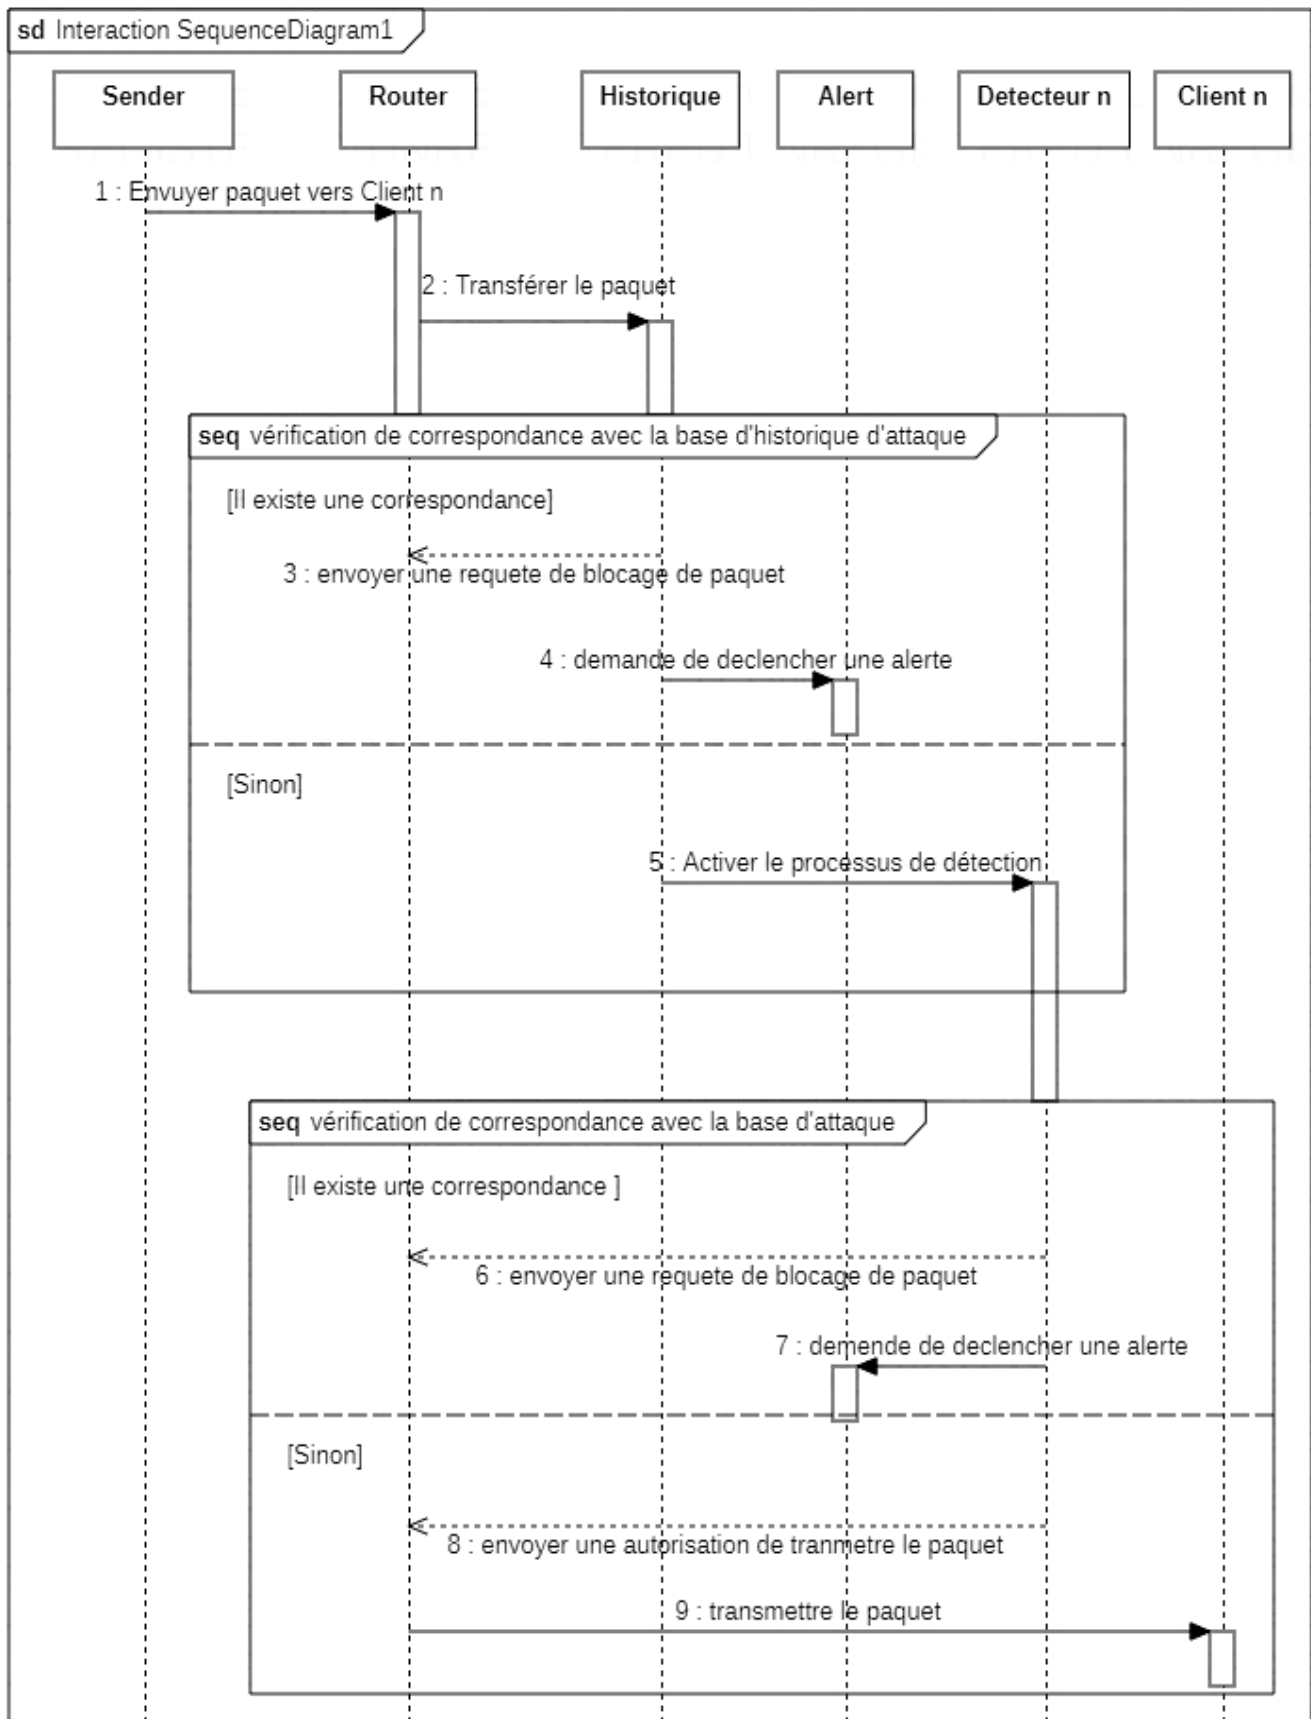 sd Interaction SequenceDiagram1
Sender
Router
Historique
Alert
Detecteur n
Client n
1 : Envuyer paquet vers Client n
2 : Transférer le paquet
seq vérification de correspondance avec la base d'historique d'attaque
[Il existe une correspondance]
3 : envoyer une requete de blocage de paquet
4 : demande de declencher une alerte
[Sinon]
5 : Activer le processus de détection
seq vérification de correspondance avec la base d'attaque
[Il existe une correspondance ]
6 : envoyer une requete de blocage de paquet
7 : demende de declencher une alerte
[Sinon]
8 : envoyer une autorisation de tranmetre le paquet
9 : transmettre le paquet